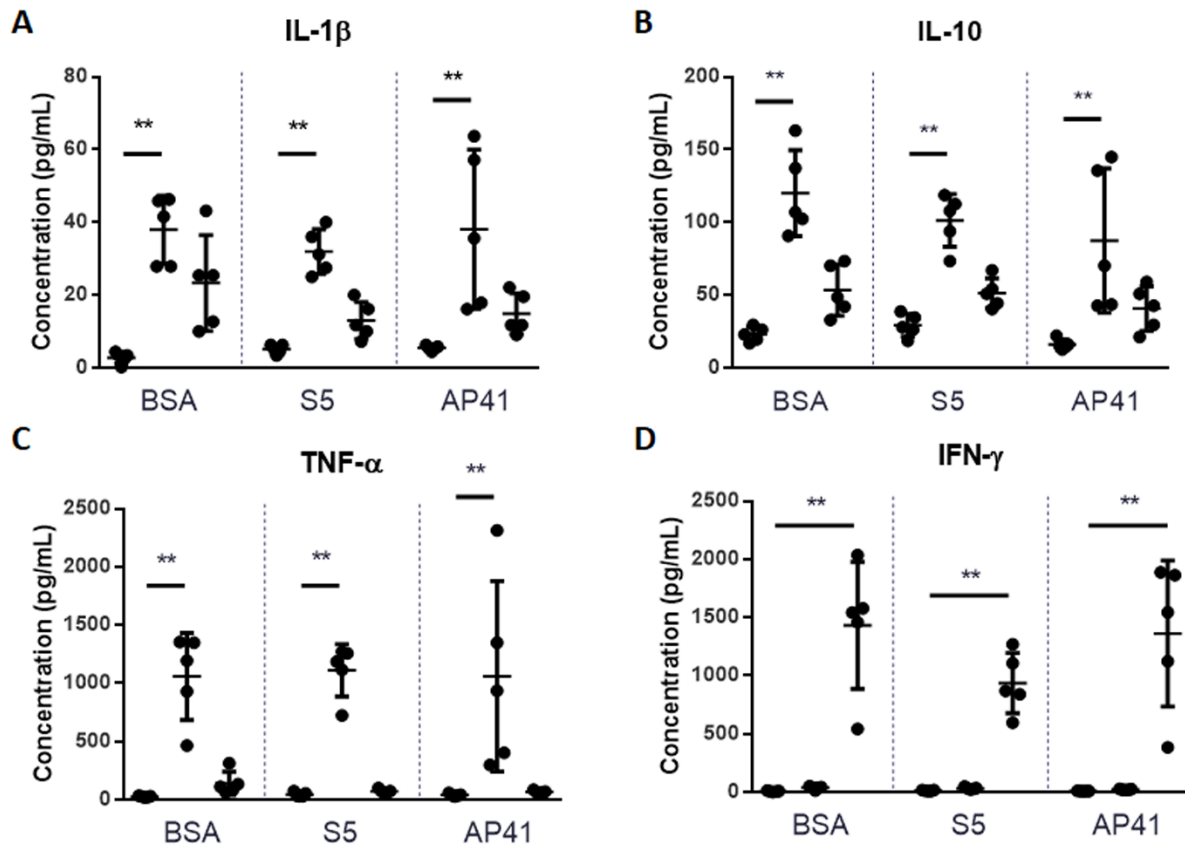 A
IL-1β
Concentration (pg/mL)
80
60
40
20
0
**
**
**
BSA
S5
AP41
B
IL-10
Concentration (pg/mL)
200
150
100
50
0
**
**
**
BSA
S5
AP41
C
TNF-α
Concentration (pg/mL)
2500
2000
1500
1000
500
0
**
**
**
BSA
S5
AP41
D
IFN-γ
Concentration (pg/mL)
2500
2000
1500
1000
500
0
**
**
**
BSA
S5
AP41